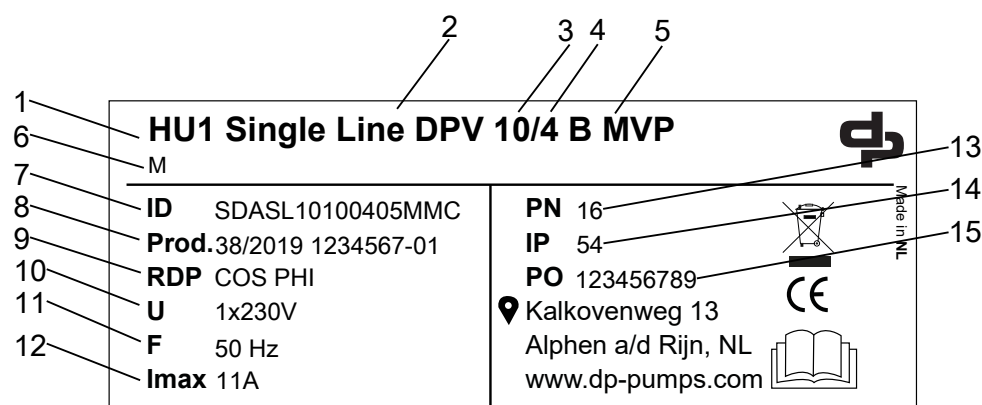 2 3 4 5
1
HU1 Single Line DPV 10/4 B MVP
dp
6
M
7
ID SDASL10100405MMC
8
Prod. 38/2019 1234567-01
9
RDP COS PHI
10
U 1x230V
11
F 50 Hz
12
Imax 11A
PN 16
13
IP 54
14
PO 123456789
15
Kalkovenweg 13
Alphen a/d Rijn, NL
www.dp-pumps.com
Made in NL
CE